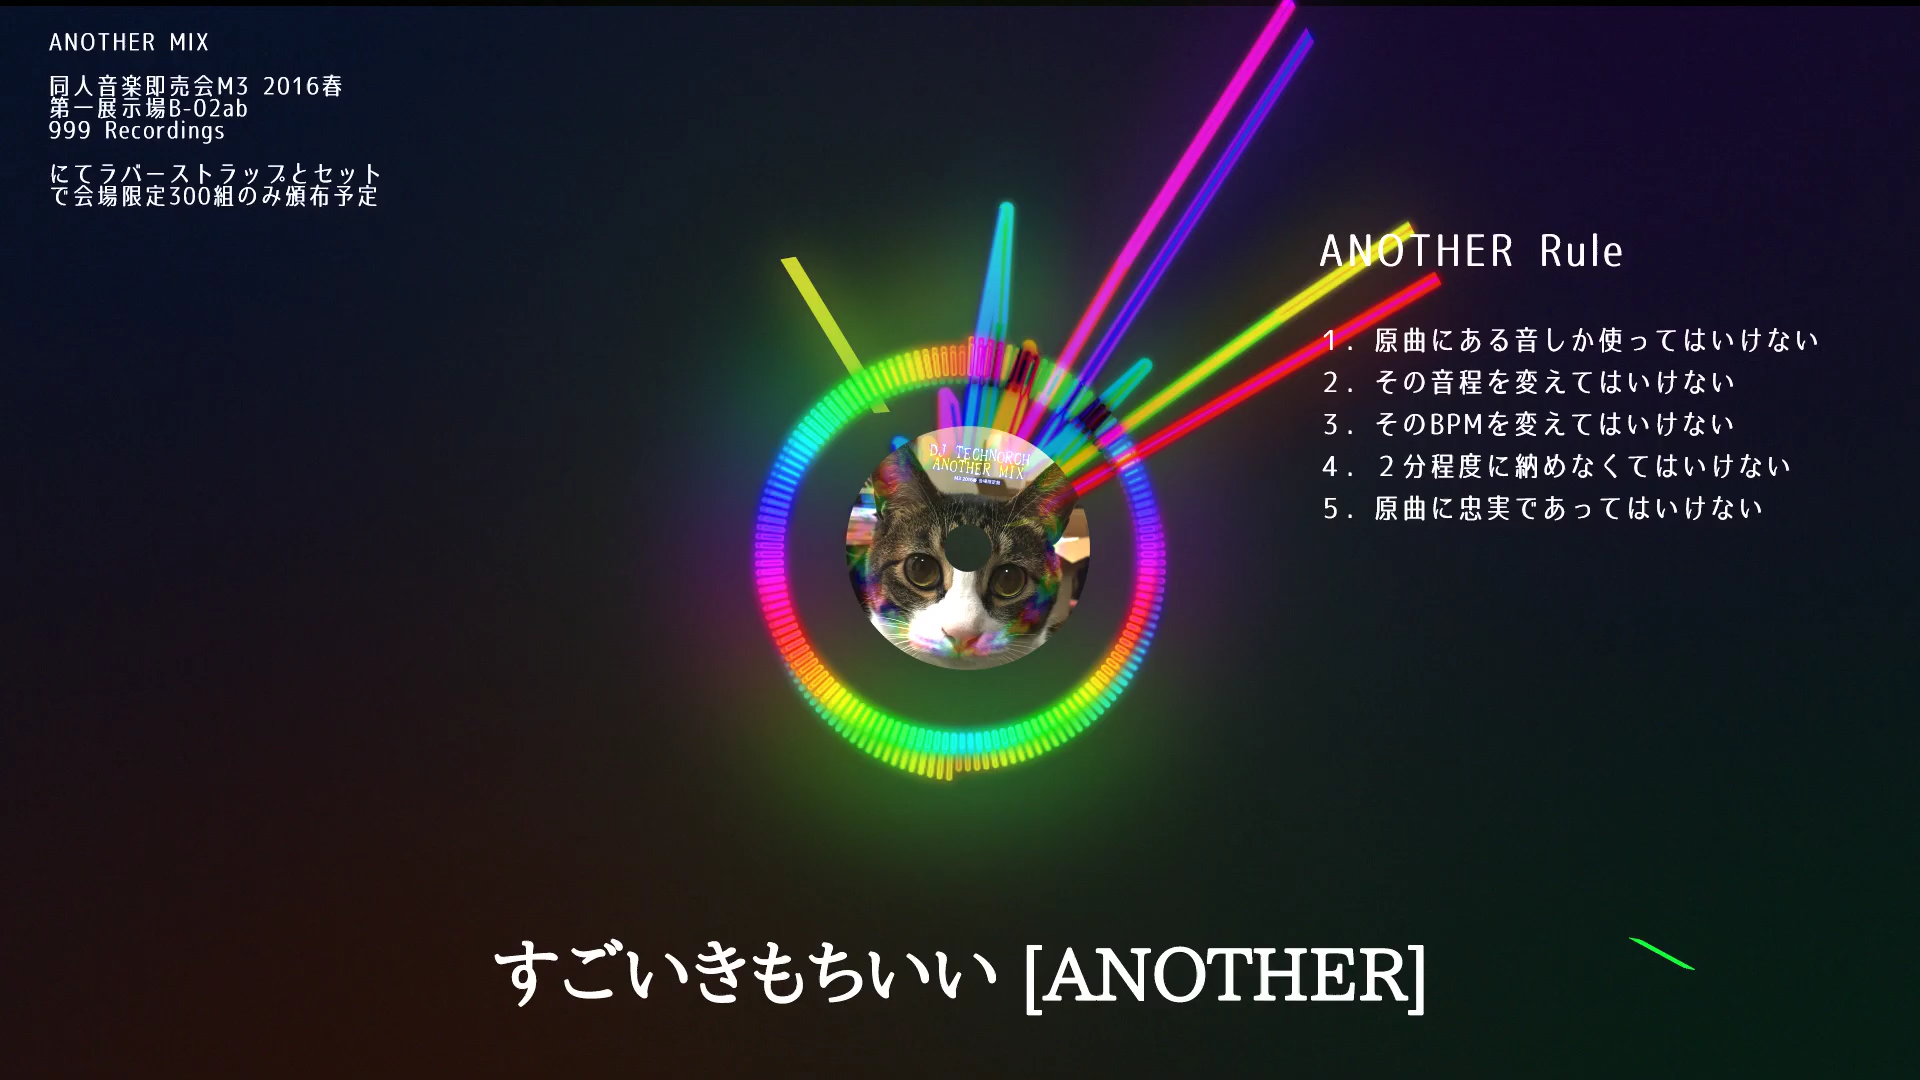 ANOTHER MIX
同人音楽即売会M3 2016春
第一展示場B-02ab
999 Recordings
にてラバーストラップとセット
で会場限定300組のみ頒布予定
ANOTHER Rule
1. 原曲にある音しか使ってはいけない
2. その音程を変えてはいけない
3. そのBPMを変えてはいけない
4. ２分程度に納めなくてはいけない
5. 原曲に忠実であってはいけない
DJ TECHNORCH
ANOTHER MIX
すごいきもちいい [ANOTHER]